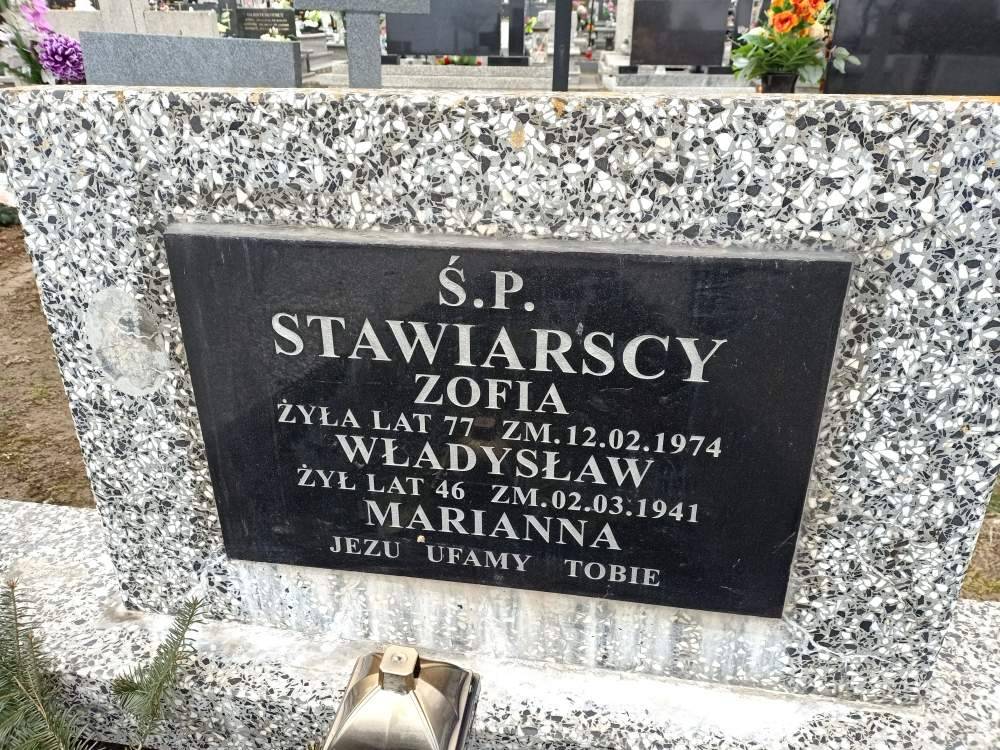 Ś.P.
STAWIARSCY
ZOFIA
ŻYŁA LAT 77 ZM.12.02.1974
WŁADYSŁAW
ŻYŁ LAT 46 ZM.02.03.1941
MARIANNA
JEZU UFAMY TOBIE